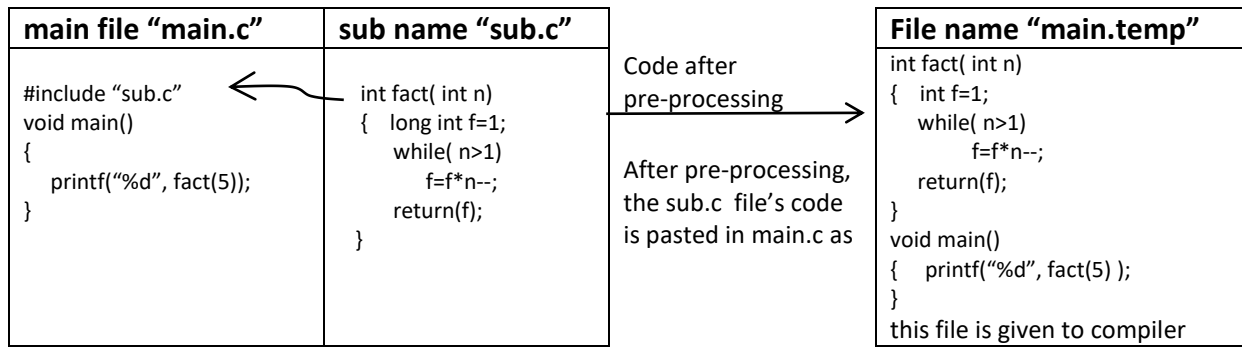 main file “main.c”
#include “sub.c”
void main()
{
printf(“%d”, fact(5));
}
sub name “sub.c”
int fact( int n)
{ long int f=1;
while( n>1)
f=f*n--;
return(f);
}
Code after
pre-processing
After pre-processing,
the sub.c file’s code
is pasted in main.c as
File name “main.temp”
int fact( int n)
{ int f=1;
while( n>1)
f=f*n--;
return(f);
}
void main()
{ printf(“%d”, fact(5) );
}
this file is given to compiler